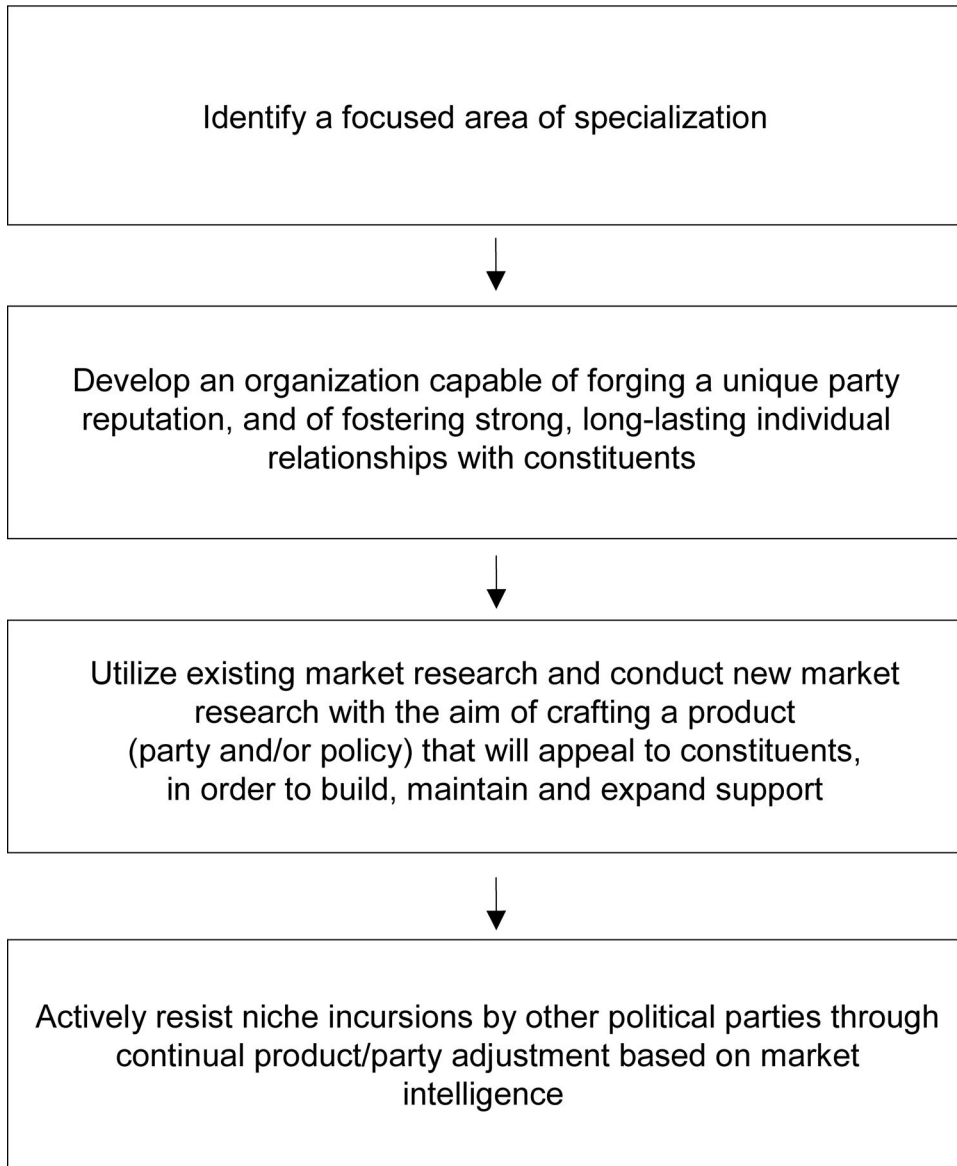 Identify a focused area of specialization
Develop an organization capable of forging a unique party
reputation, and of fostering strong, long-lasting individual
relationships with constituents
Utilize existing market research and conduct new market
research with the aim of crafting a product
(party and/or policy) that will appeal to constituents,
in order to build, maintain and expand support
Actively resist niche incursions by other political parties through
continual product/party adjustment based on market
intelligence